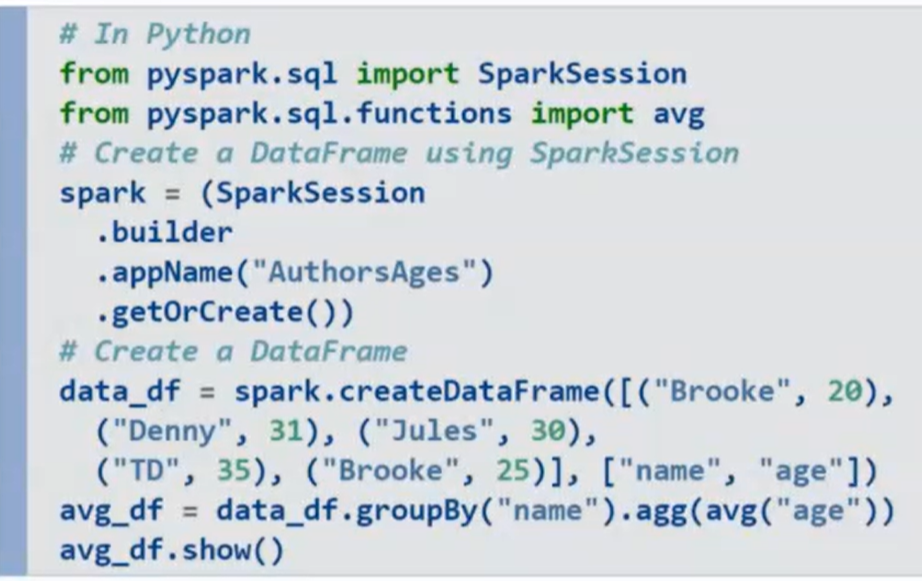 # In Python
from pyspark.sql import SparkSession
from pyspark.sql.functions import avg
# Create a DataFrame using SparkSession
spark = (SparkSession
  .builder
  .appName("AuthorsAges")
  .getOrCreate())
# Create a DataFrame
data_df = spark.createDataFrame([("Brooke", 20),
  ("Denny", 31), ("Jules", 30),
  ("TD", 35), ("Brooke", 25)], ["name", "age"])
avg_df = data_df.groupBy("name").agg(avg("age"))
avg_df.show()